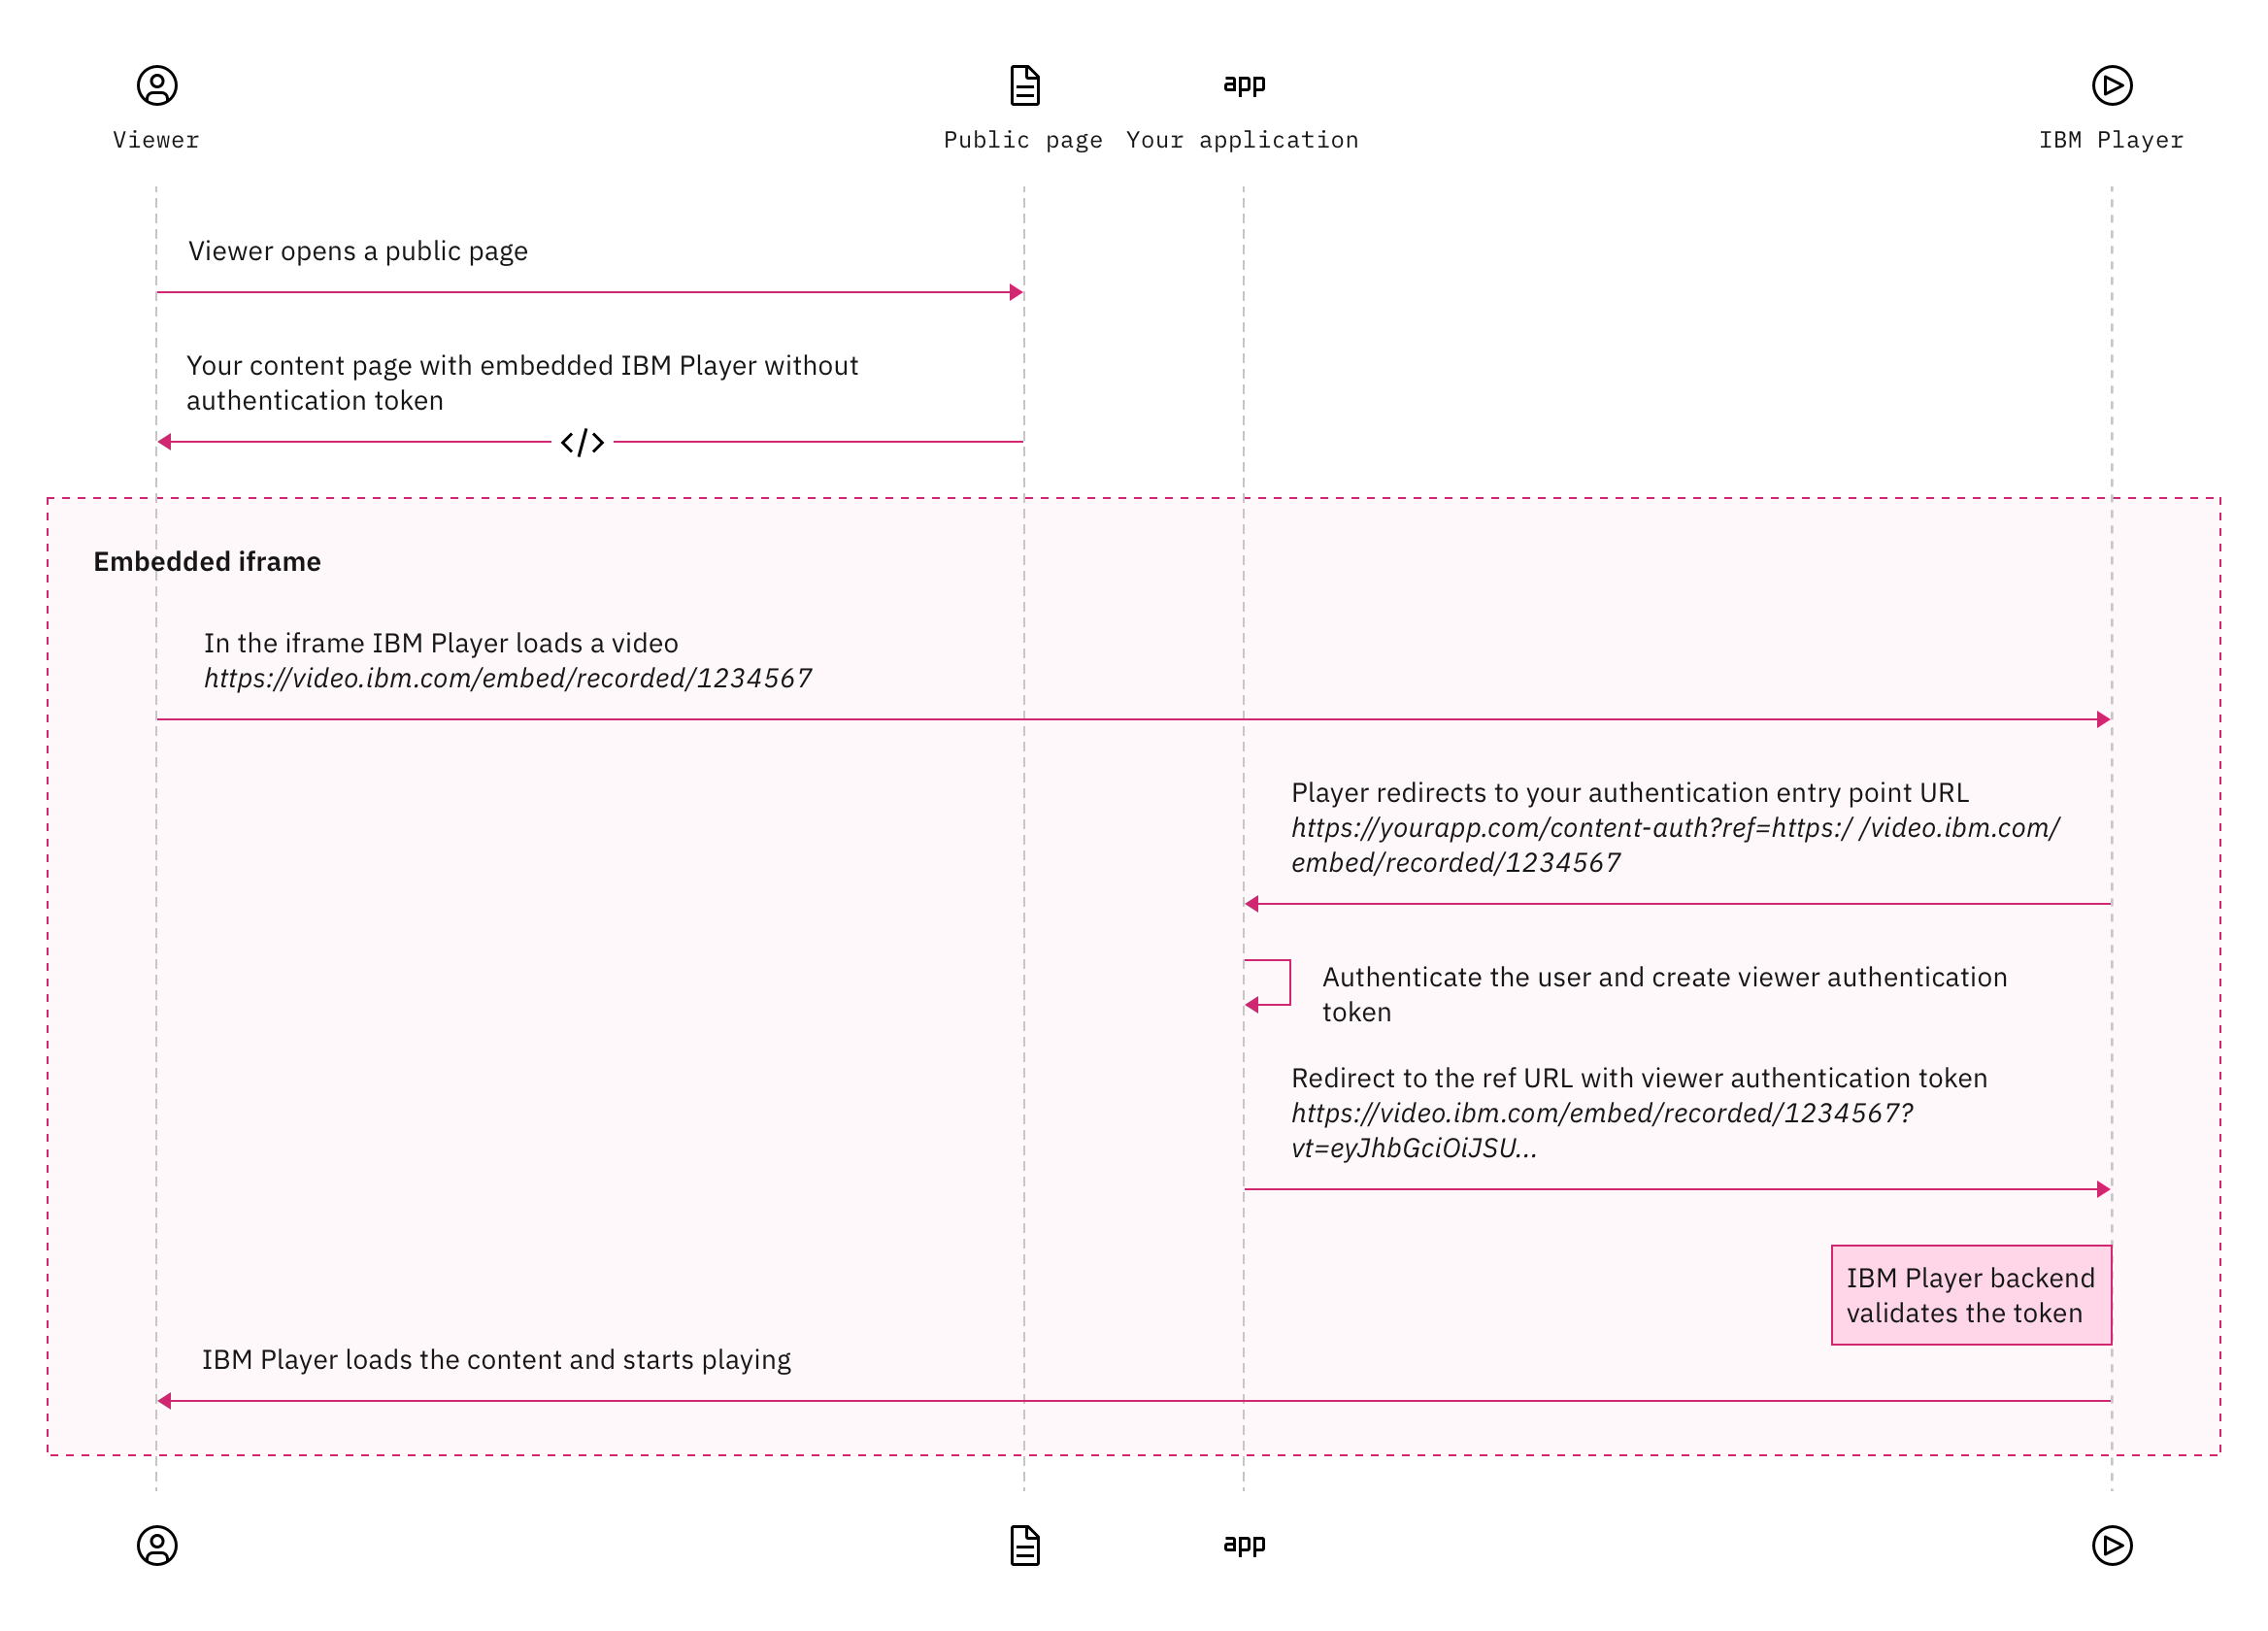 app
Viewer
Public page
Your application
IBM Player
Viewer opens a public page
Your content page with embedded IBM Player without
authentication token
</>
Embedded iframe
In the iframe IBM Player loads a video
https://video.ibm.com/embed/recorded/1234567
Player redirects to your authentication entry point URL
https://yourapp.com/content-auth?ref=https:/ /video.ibm.com/
embed/recorded/1234567
Authenticate the user and create viewer authentication
token
Redirect to the ref URL with viewer authentication token
https://video.ibm.com/embed/recorded/1234567?
vt=eyJhbGciOiJSU...
IBM Player backend
validates the token
IBM Player loads the content and starts playing
app